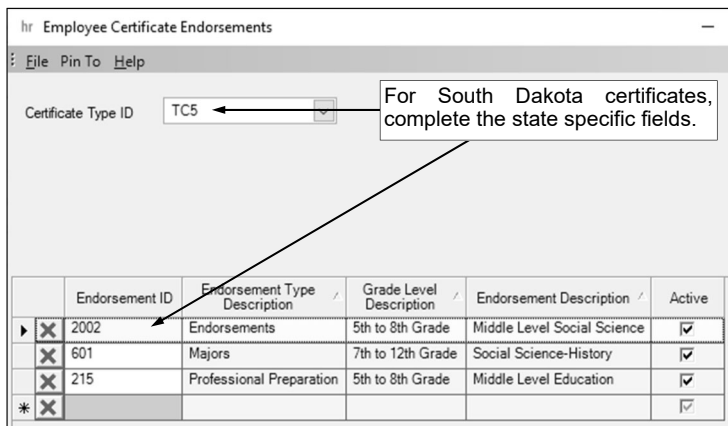 hr Employee Certificate Endorsements
File Pin To Help
Certificate Type ID TC5
For South Dakota certificates,
complete the state specific fields.
Endorsement ID Endorsement Type Description Grade Level Description Endorsement Description Active
2002 Endorsements 5th to 8th Grade Middle Level Social Science
601 Majors 7th to 12th Grade Social Science-History
215 Professional Preparation 5th to 8th Grade Middle Level Education